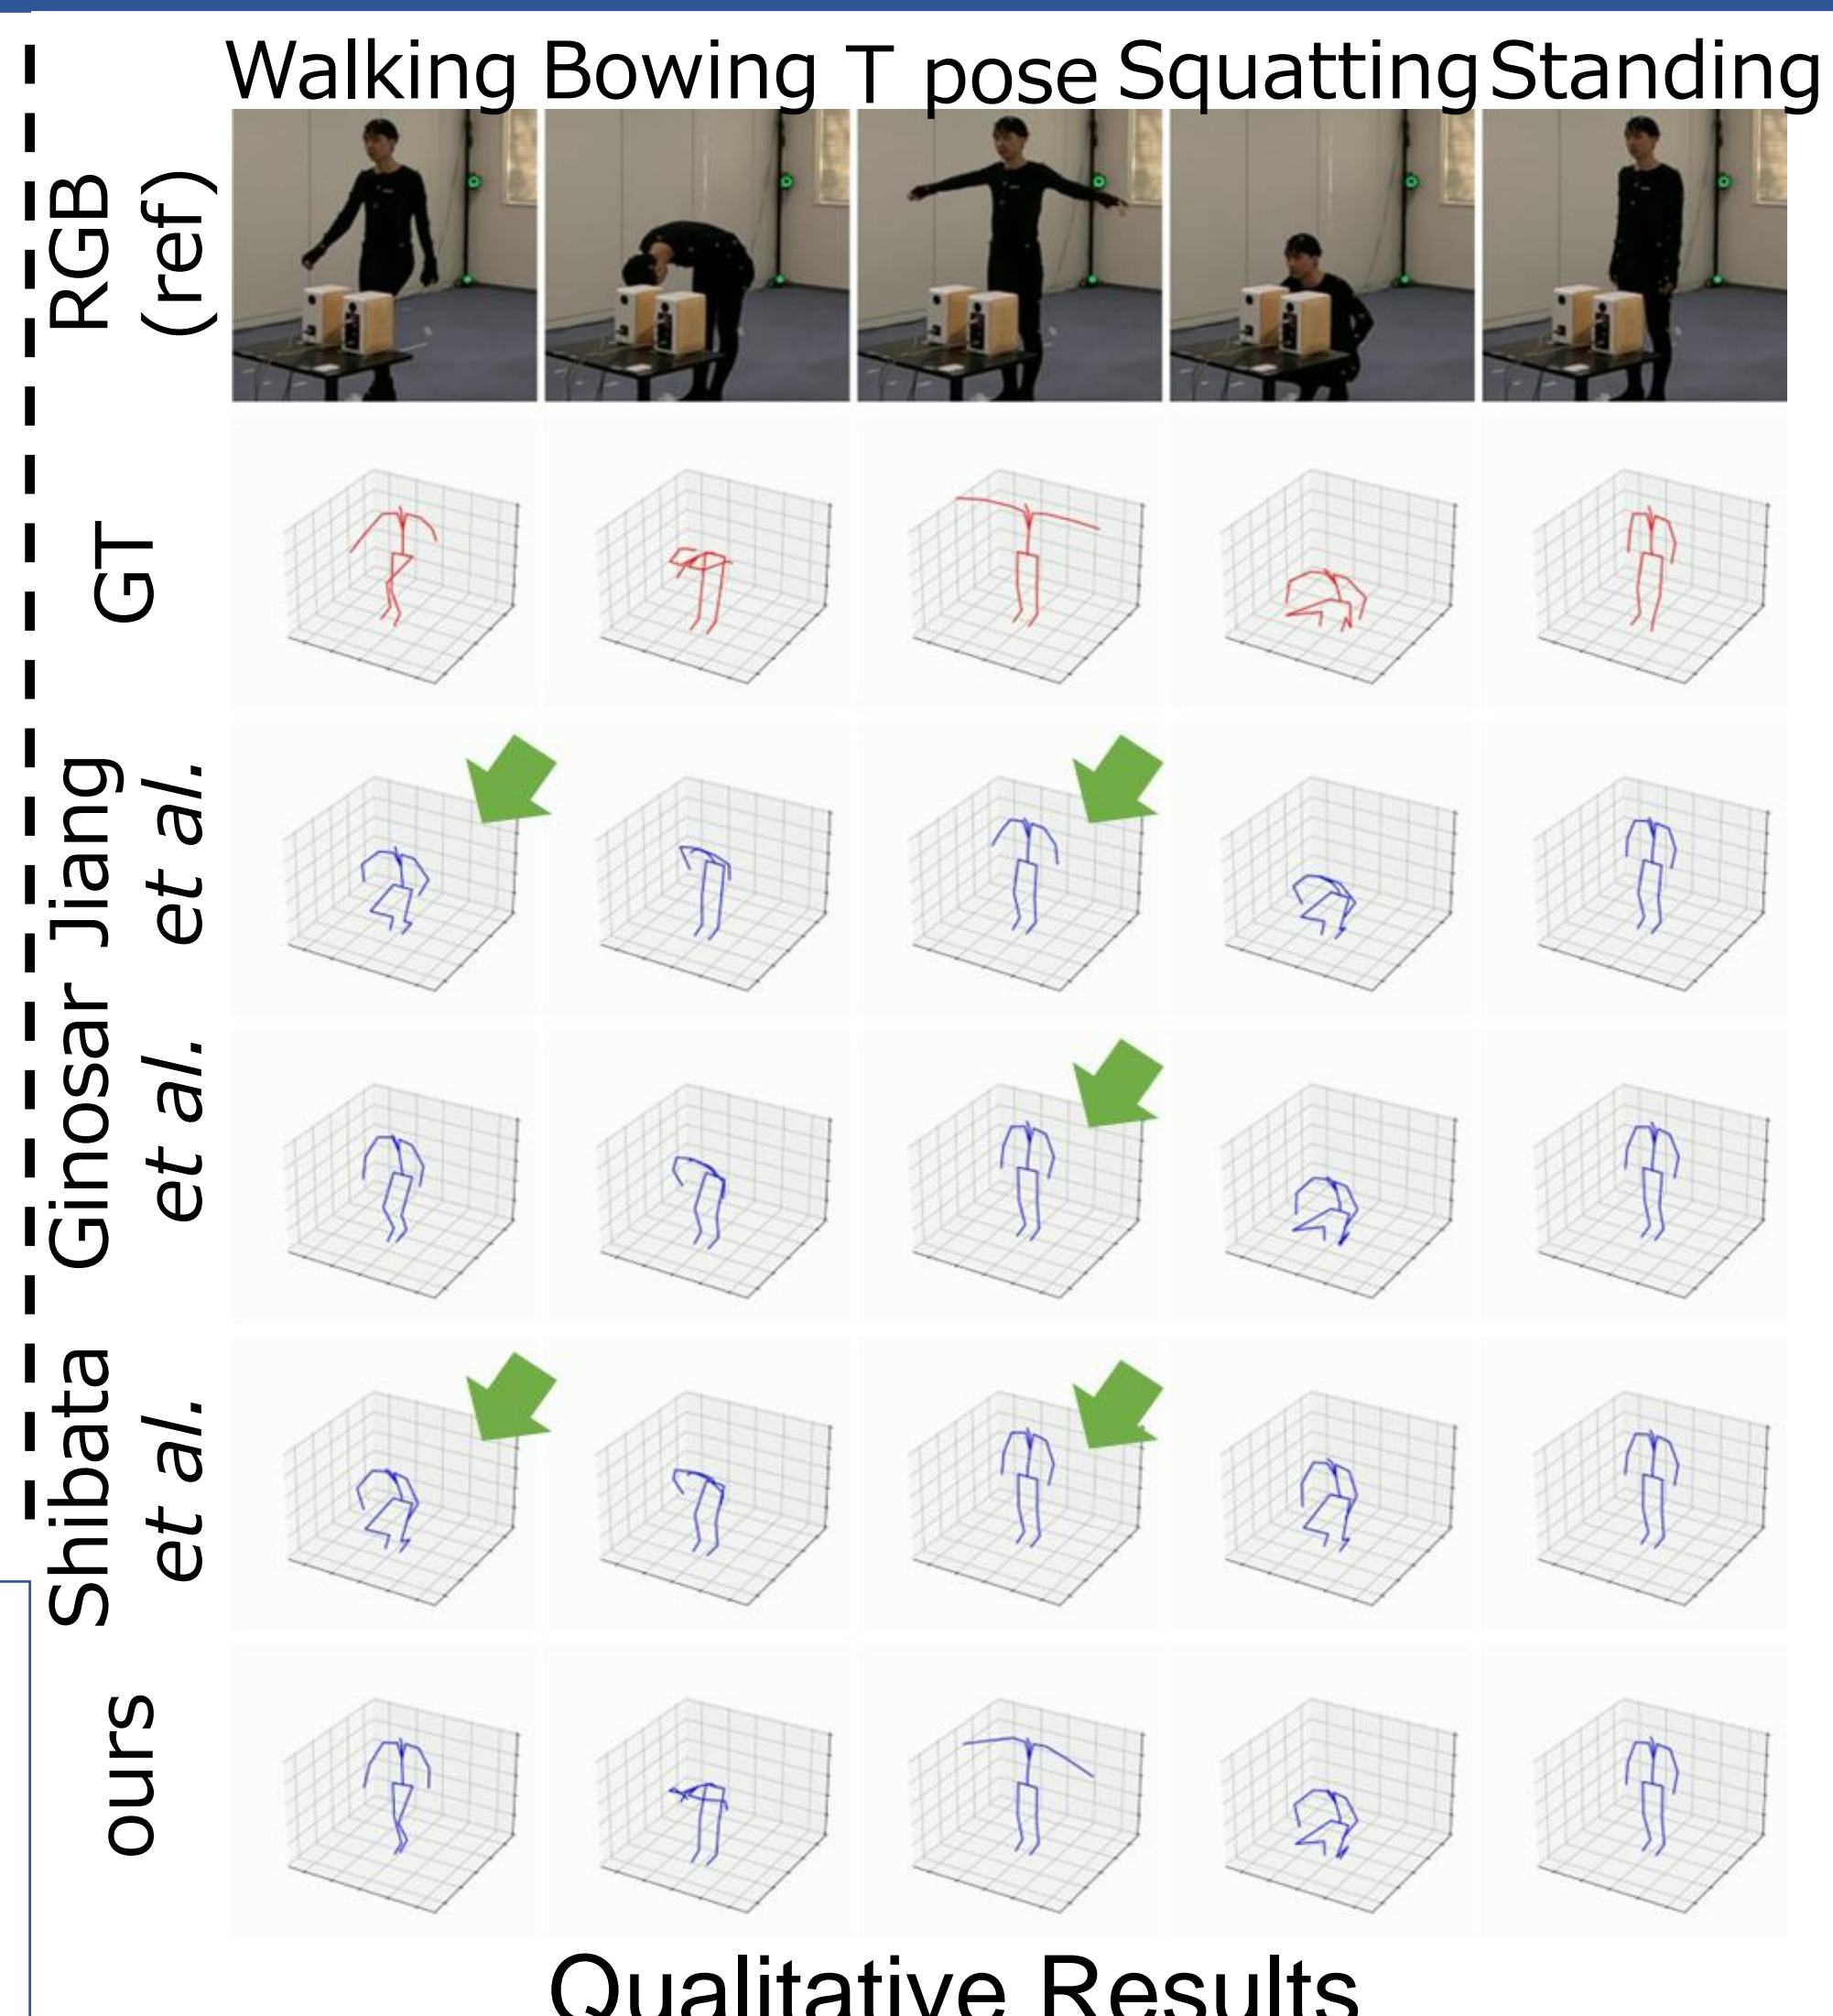 Walking Bowing T pose Squatting Standing
RGB
(ref)
GT
Jiang
et al.
Ginosar
et al.
Shibata
et al.
ours
Qualitative Results